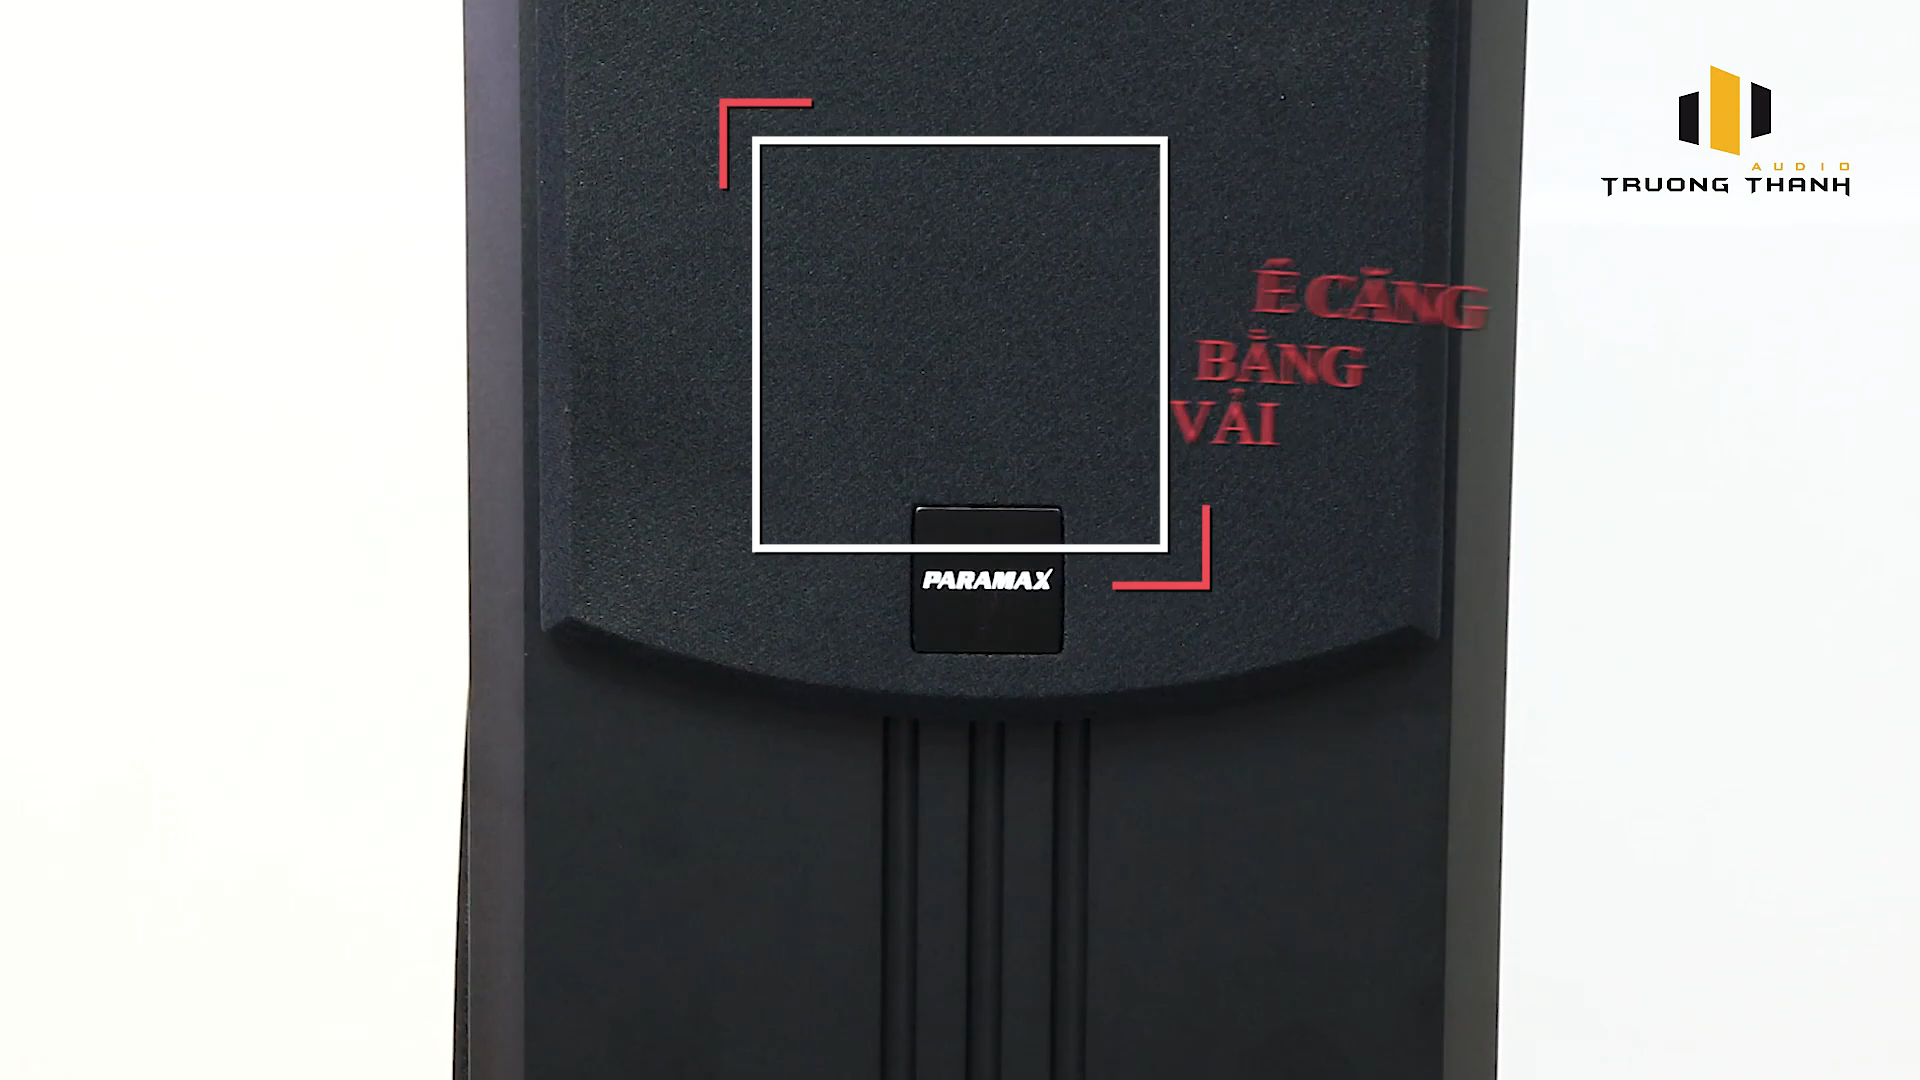 AUDIO
TRUONG THANH
Ê CĂNG
BẰNG
VẢI
PARAMAX